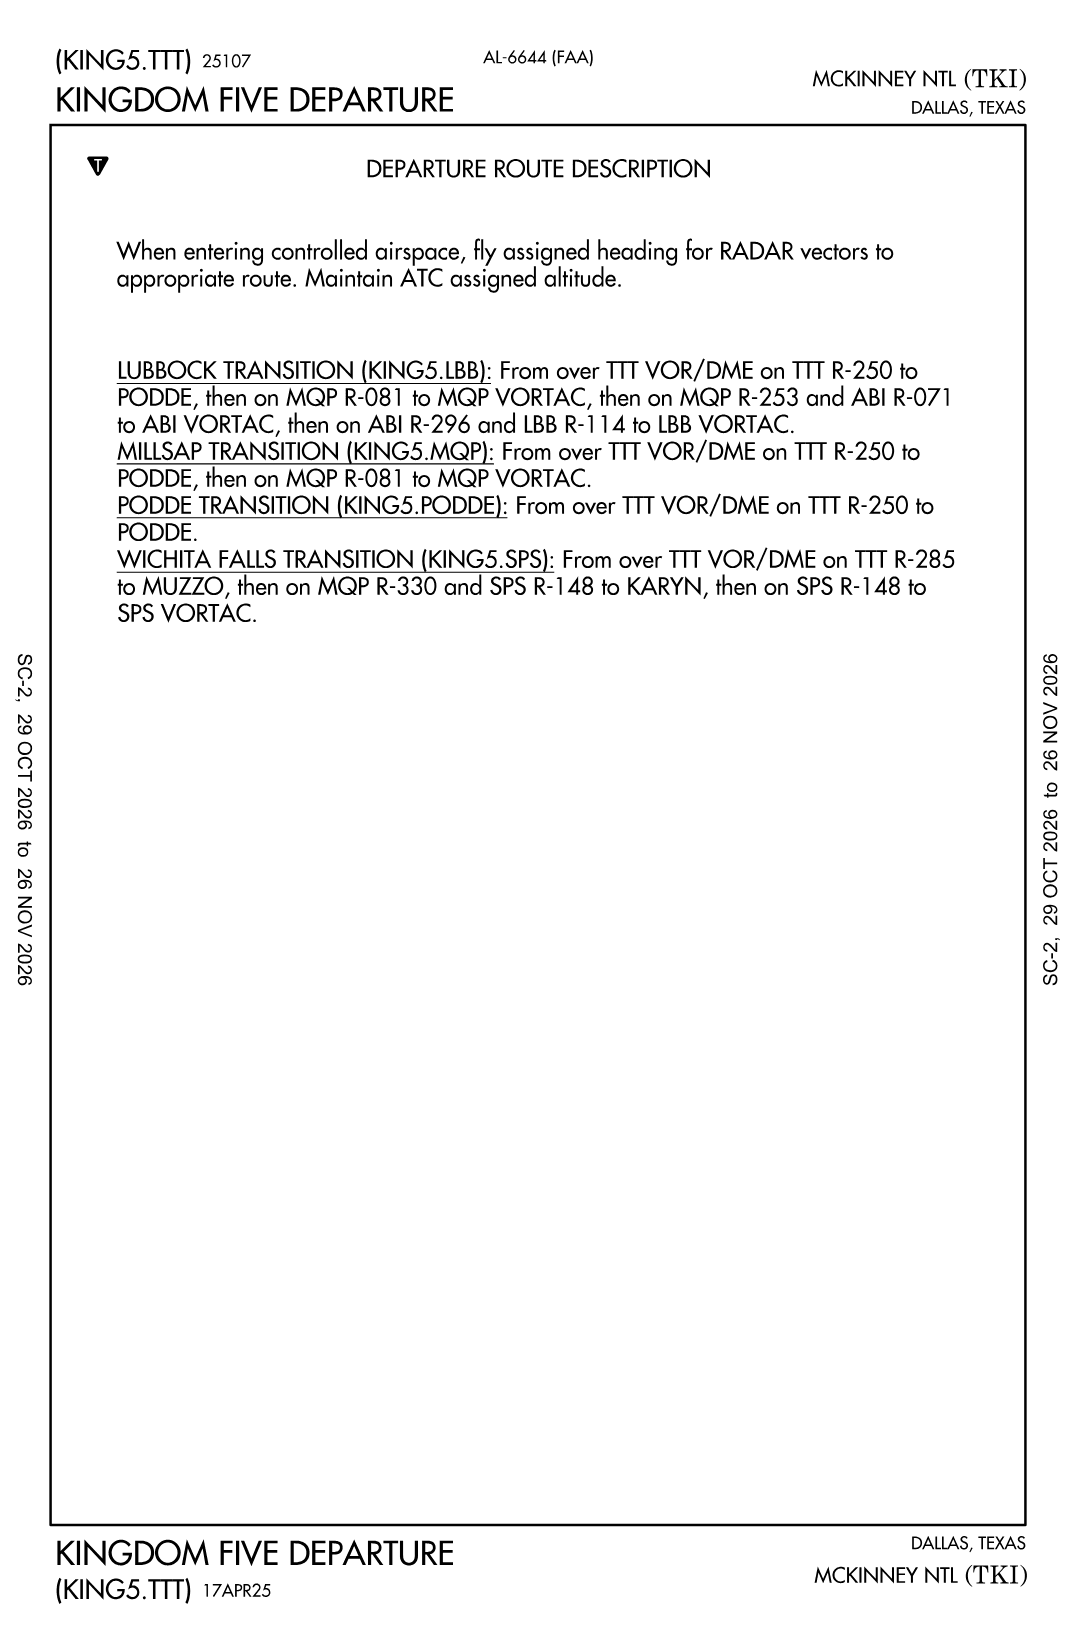 (KING5.TTT) 25107
AL-6644 (FAA)
MCKINNEY NTL (TKI)
KINGDOM FIVE DEPARTURE
DALLAS, TEXAS
T
DEPARTURE ROUTE DESCRIPTION
When entering controlled airspace, fly assigned heading for RADAR vectors to
appropriate route. Maintain ATC assigned altitude.
LUBBOCK TRANSITION (KING5.LBB): From over TTT VOR/DME on TTT R-250 to
PODDE, then on MQP R-081 to MQP VORTAC, then on MQP R-253 and ABI R-071
to ABI VORTAC, then on ABI R-296 and LBB R-114 to LBB VORTAC.
MILLSAP TRANSITION (KING5.MQP): From over TTT VOR/DME on TTT R-250 to
PODDE, then on MQP R-081 to MQP VORTAC.
PODDE TRANSITION (KING5.PODDE): From over TTT VOR/DME on TTT R-250 to
PODDE.
WICHITA FALLS TRANSITION (KING5.SPS): From over TTT VOR/DME on TTT R-285
to MUZZO, then on MQP R-330 and SPS R-148 to KARYN, then on SPS R-148 to
SPS VORTAC.
SC-2, 29 OCT 2026 to 26 NOV 2026
SC-2, 29 OCT 2026 to 26 NOV 2026
KINGDOM FIVE DEPARTURE
DALLAS, TEXAS
(KING5.TTT) 17APR25
MCKINNEY NTL (TKI)